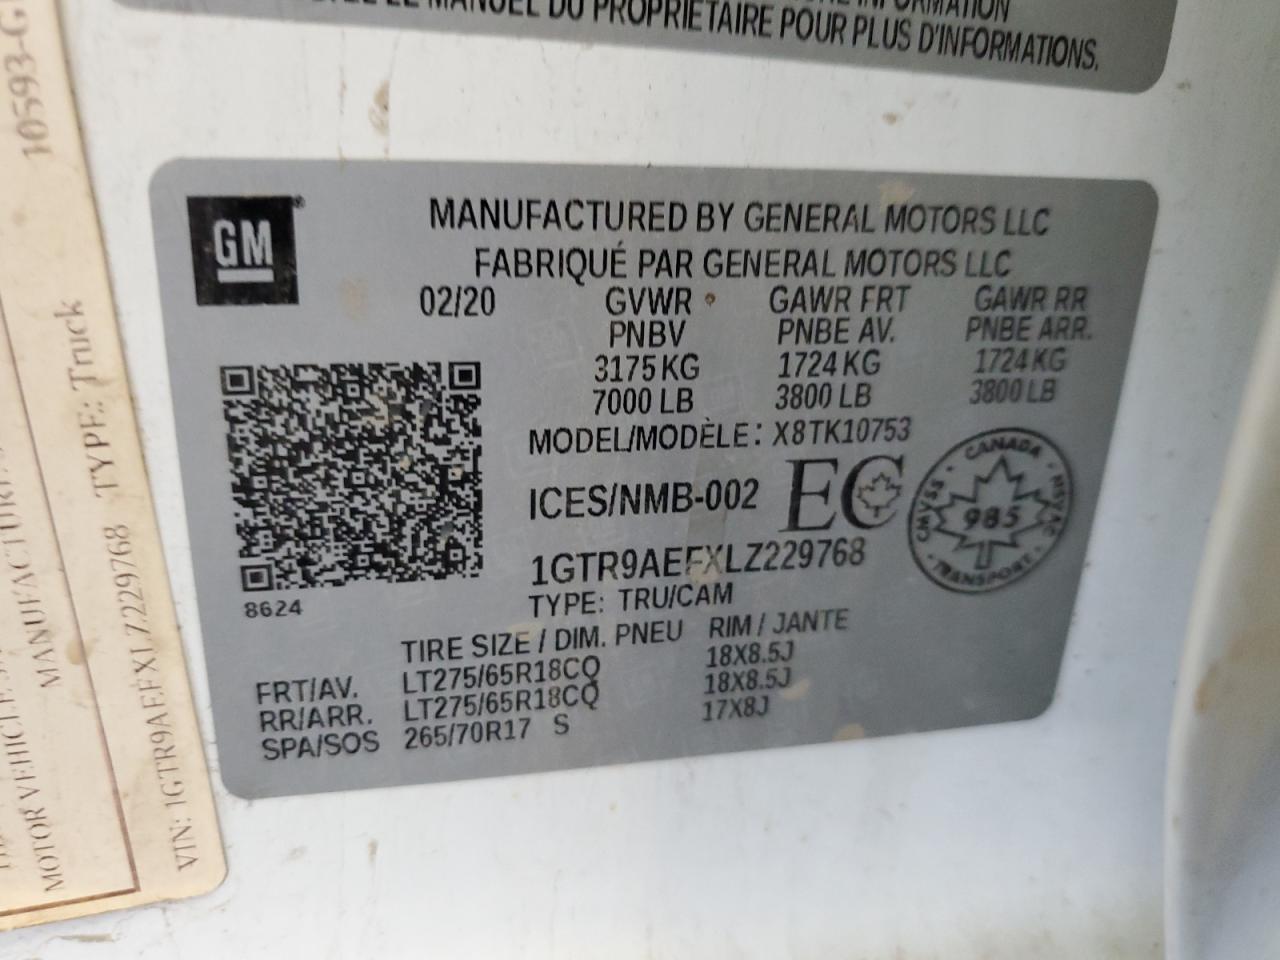 INFORMATION
LE MANUEL DU PROPRIÉTAIRE POUR PLUS D'INFORMATIONS.
GM
MANUFACTURED BY GENERAL MOTORS LLC
FABRIQUÉ PAR GENERAL MOTORS LLC
02/20 GVWR GAWR FRT GAWR RR
PNBV PNBE AV. PNBE ARR.
3175 KG 1724 KG 1724 KG
7000 LB 3800 LB 3800 LB
MODEL/MODÈLE: X8TK10753
ICES/NMB-002 EC
CANADA
CMVSS NSVAC
985
TRANSPORT
1GTR9AEFXLZ229768
8624
TYPE: TRU/CAM
TIRE SIZE / DIM. PNEU RIM / JANTE
FRT/AV. LT275/65R18CQ 18X8.5J
RR/ARR. LT275/65R18CQ 18X8.5J
SPA/SOS 265/70R17 S 17X8J
10593-G
MOTOR VEHICLE
MANUFACTUR
VIN: 1GTR9AEFXLZ229768 TYPE: Truck